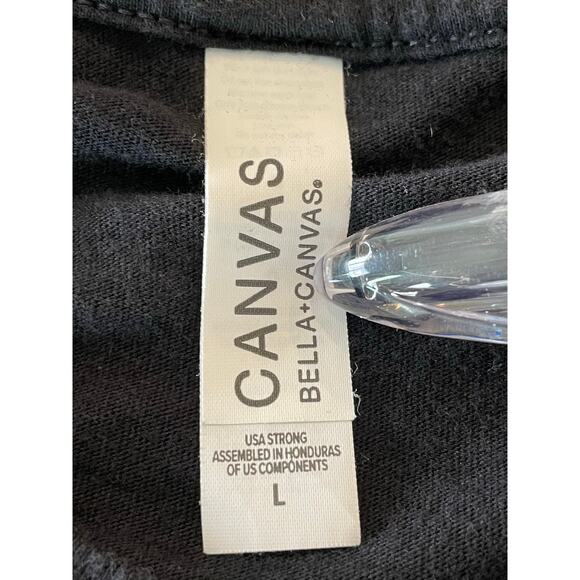 CANVAS
BELLA+CANVAS®
USA STRONG
ASSEMBLED IN HONDURAS
OF US COMPONENTS
L